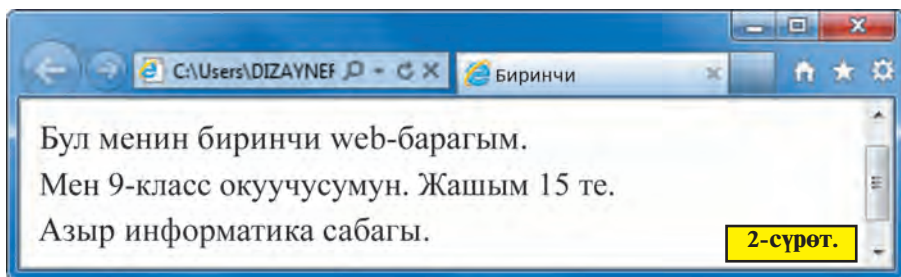 C:\Users\DIZAYNEF
Биринчи
Бул менин биринчи web-барагым.
Мен 9-класс окуучусумун. Жашым 15 те.
Азыр информатика сабагы.
2-сүрөт.